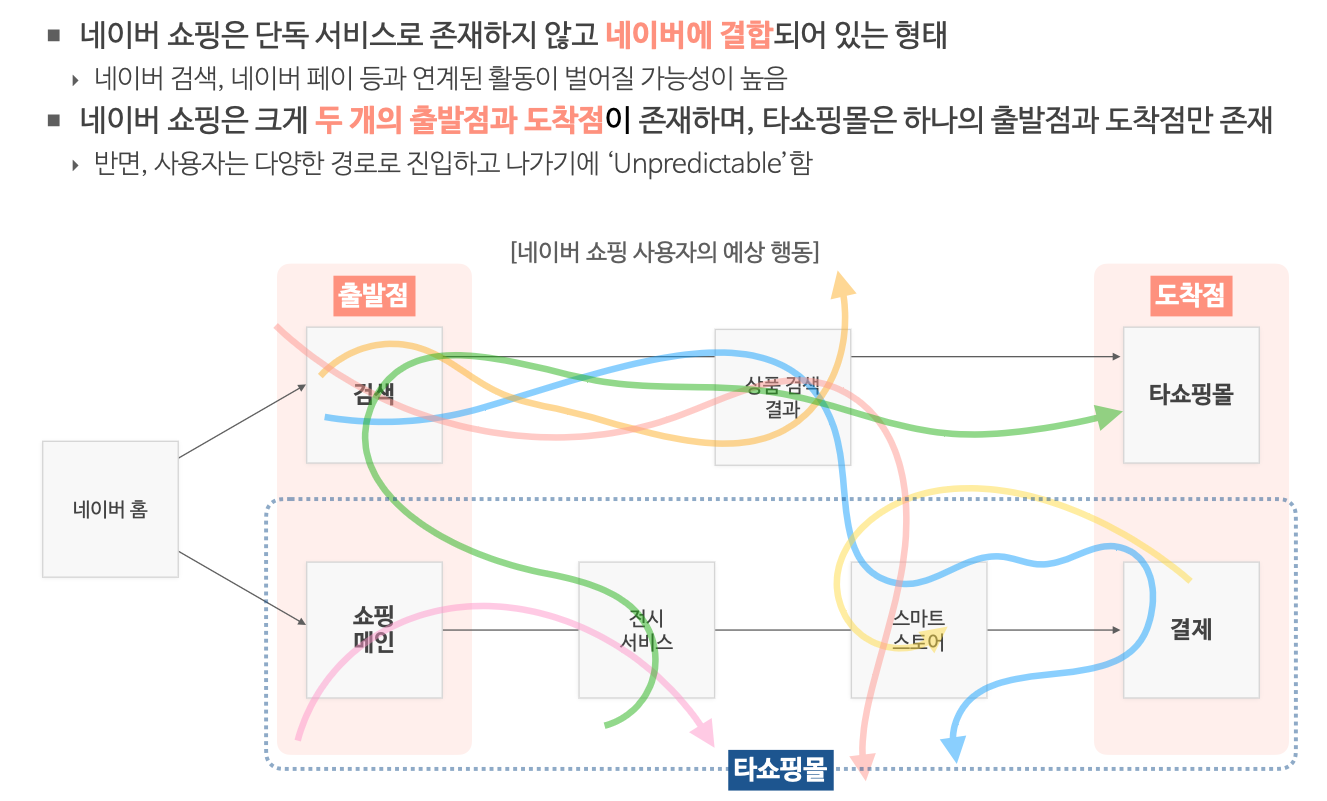 ■ 네이버 쇼핑은 단독 서비스로 존재하지 않고 네이버에 결합되어 있는 형태
▸ 네이버 검색, 네이버 페이 등과 연계된 활동이 벌어질 가능성이 높음
■ 네이버 쇼핑은 크게 두 개의 출발점과 도착점이 존재하며, 타쇼핑몰은 하나의 출발점과 도착점만 존재
▸ 반면, 사용자는 다양한 경로로 진입하고 나가기에 ‘Unpredictable’함
[네이버 쇼핑 사용자의 예상 행동]
출발점
도착점
검색
상품 검색
결과
타쇼핑몰
네이버 홈
쇼핑
메인
전시
서비스
스마트
스토어
결제
타쇼핑몰